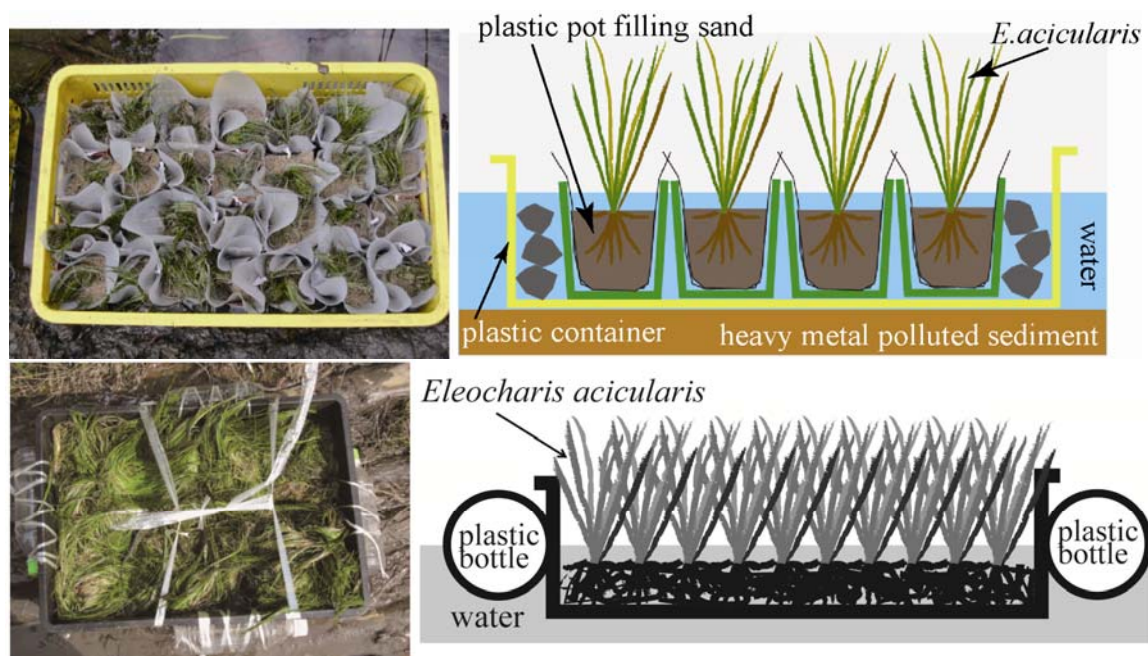 plastic pot filling sand
E.acicularis
water
plastic container
heavy metal polluted sediment
Eleocharis acicularis
plastic
bottle
plastic
bottle
water